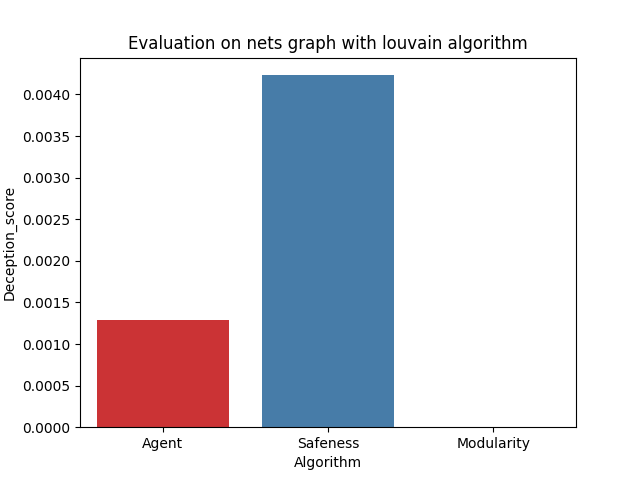 Evaluation on nets graph with louvain algorithm
Deception_score
0.0040
0.0035
0.0030
0.0025
0.0020
0.0015
0.0010
0.0005
0.0000
Agent Safeness Modularity
Algorithm